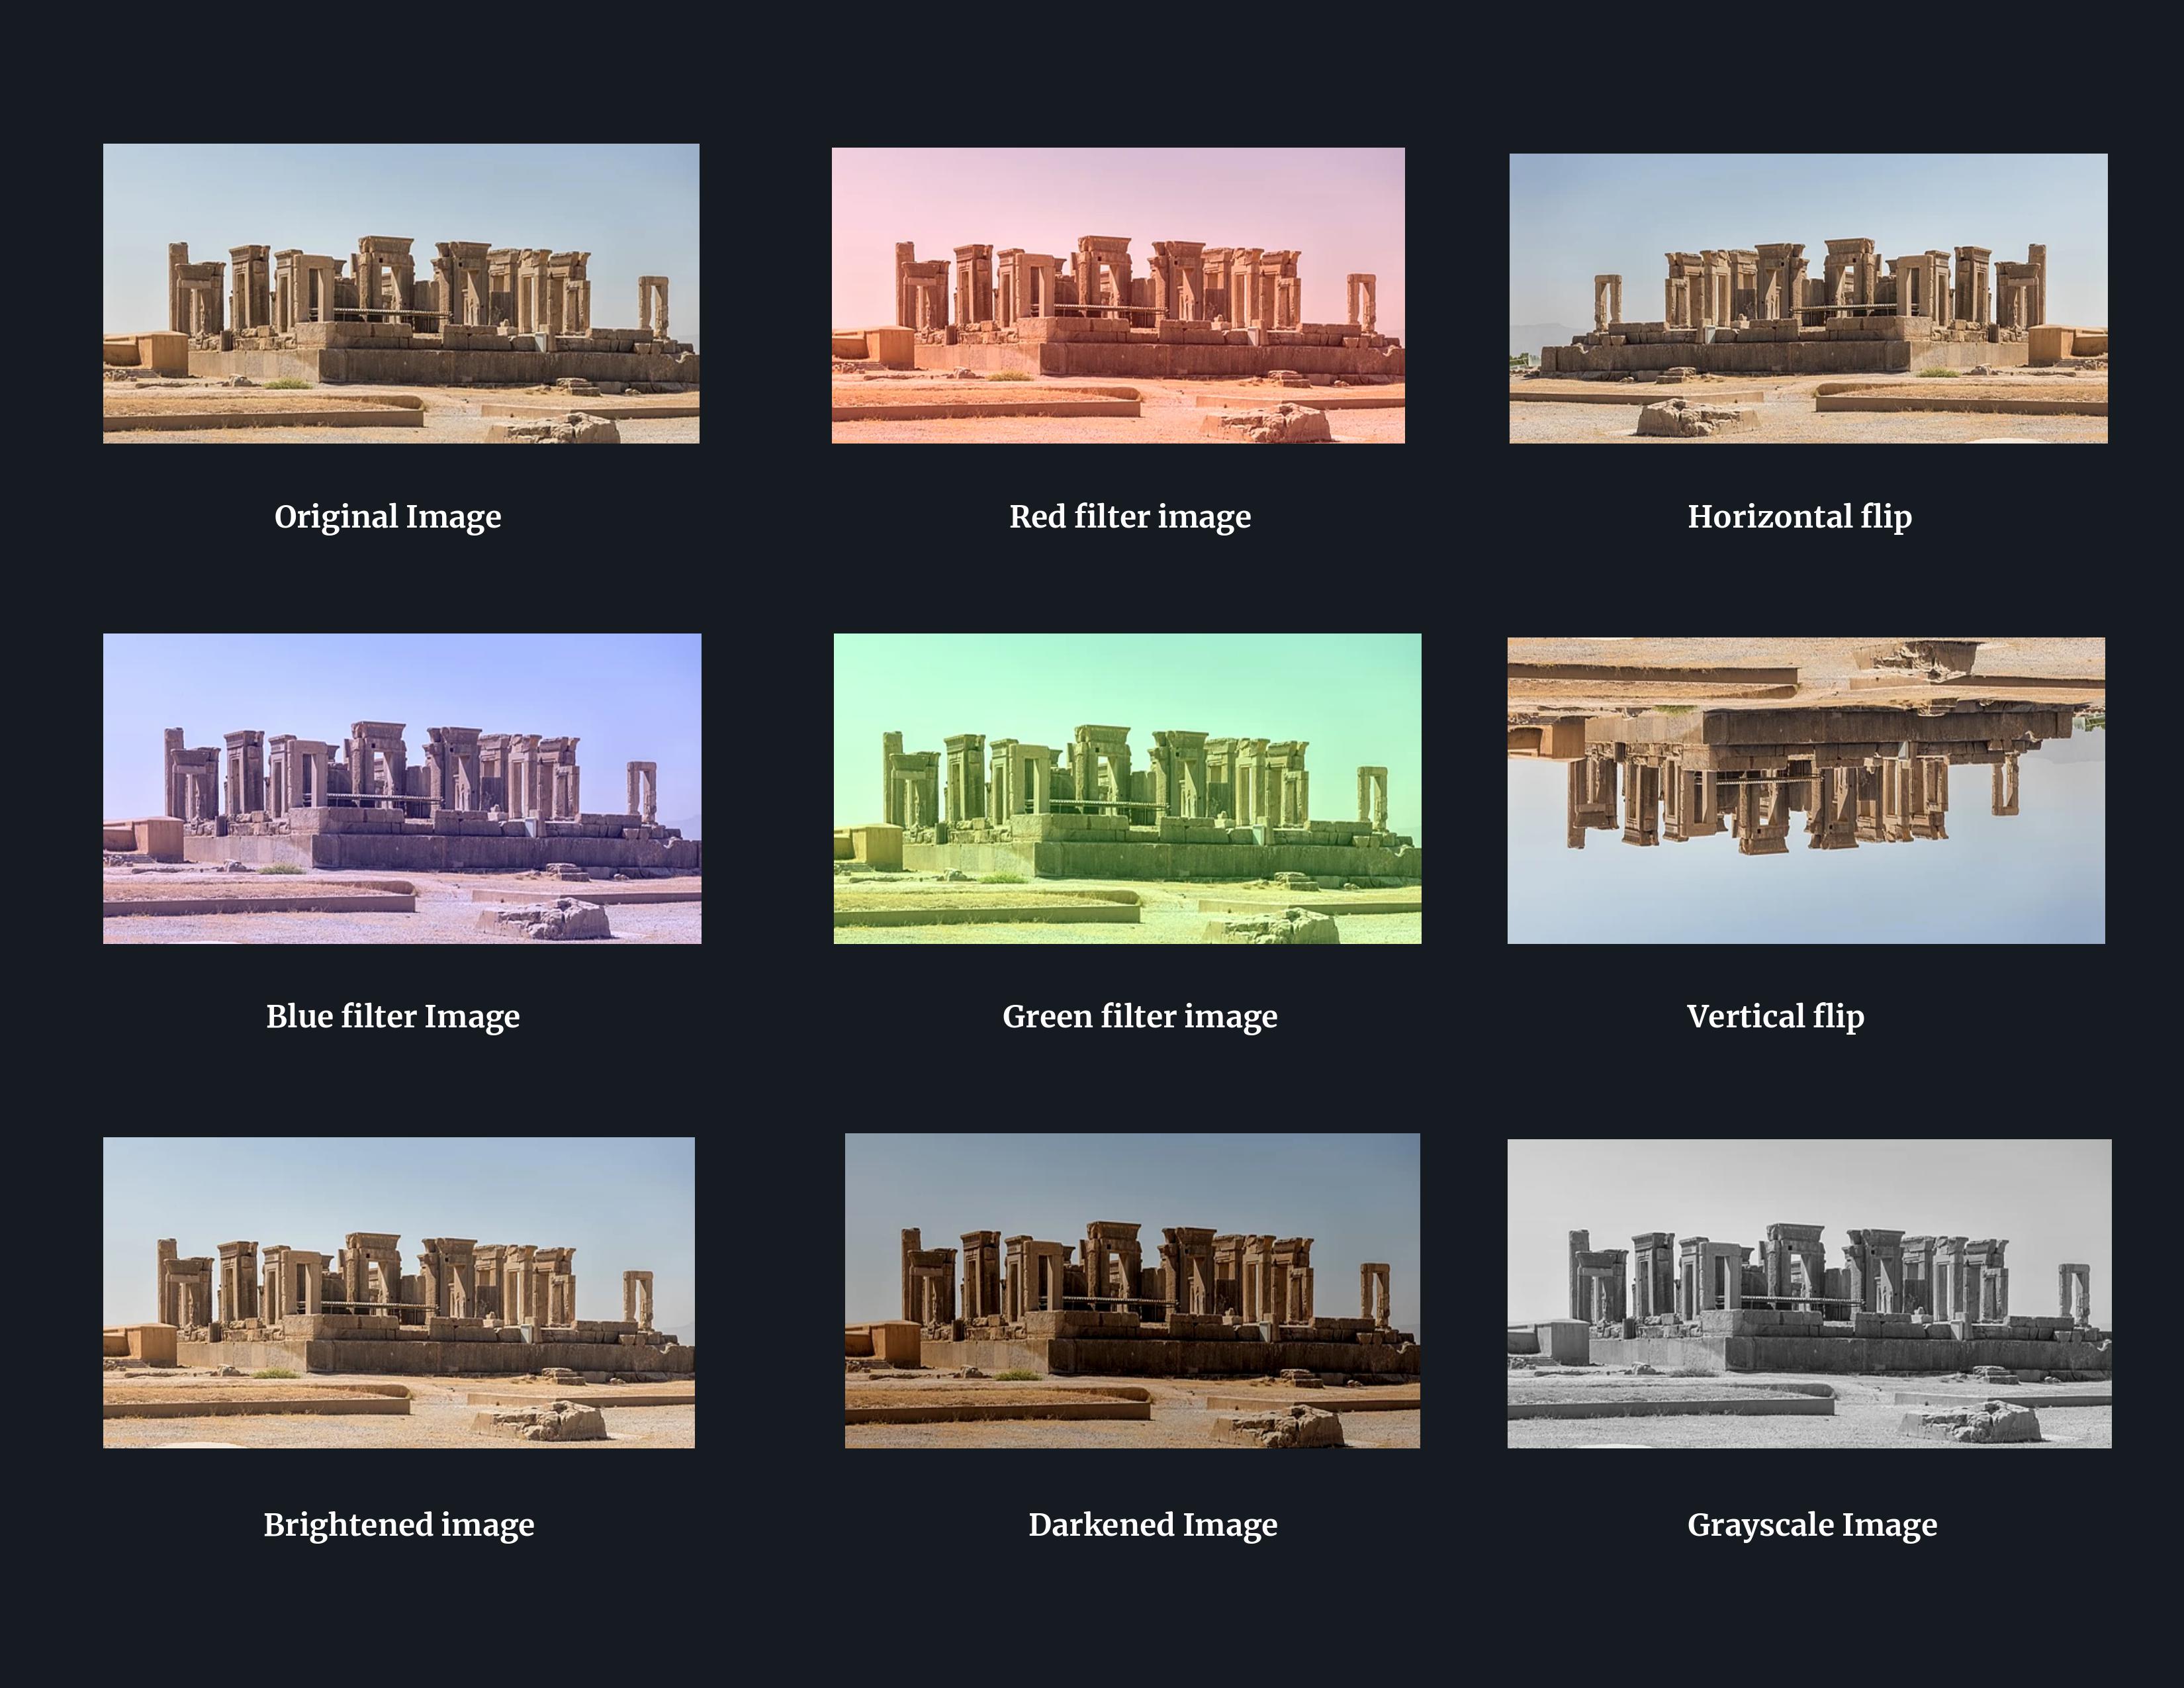 Original Image
Red filter image
Horizontal flip
Blue filter Image
Green filter image
Vertical flip
Brightened image
Darkened Image
Grayscale Image